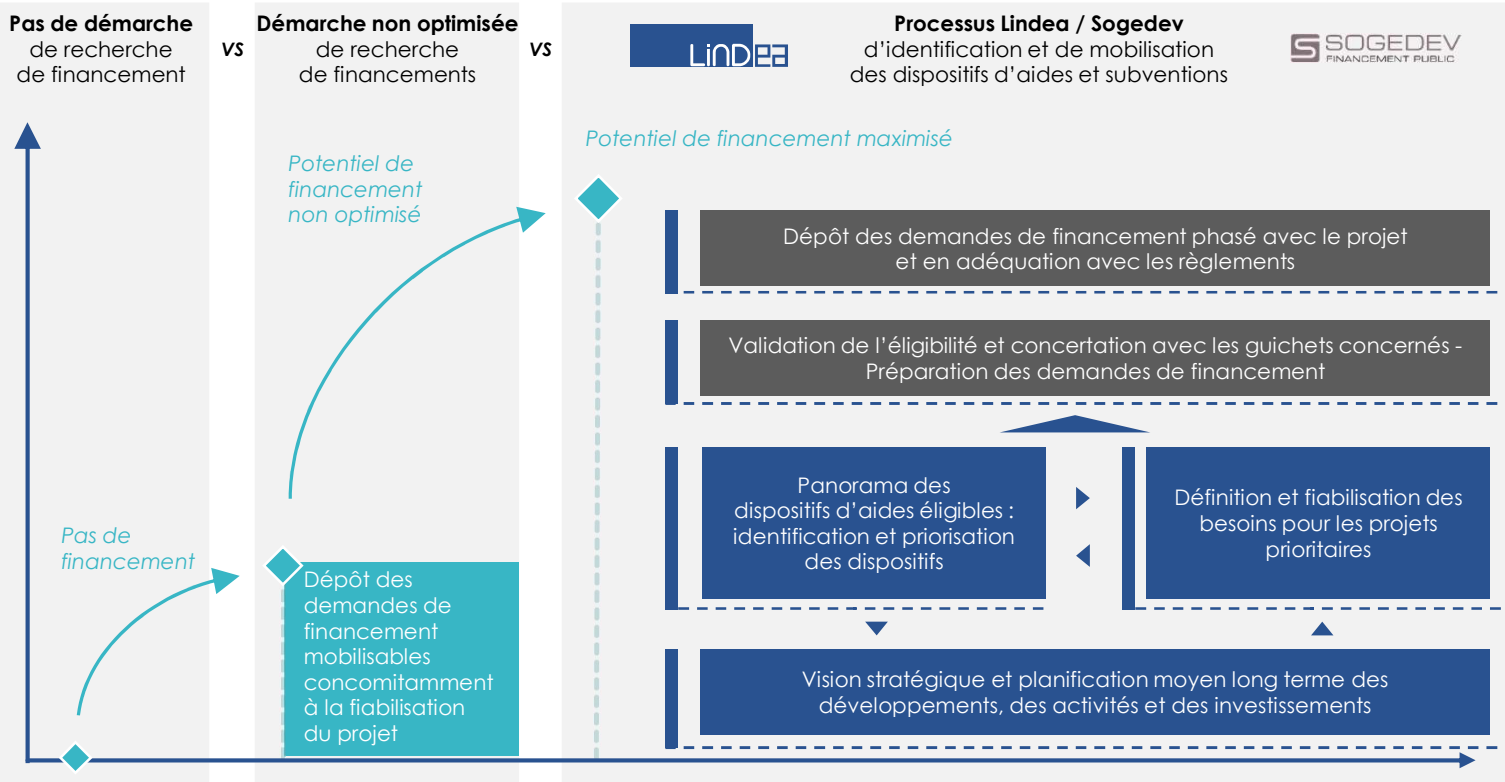 Pas de démarche
de recherche
de financement
VS
Démarche non optimisée
de recherche
de financements
VS
LiNDEA
Processus Lindea / Sogedev
d'identification et de mobilisation
des dispositifs d'aides et subventions
SOGEDEV
FINANCEMENT PUBLIC
Pas de
financement
Potentiel de
financement
non optimisé
Dépôt des
demandes de
financement
mobilisables
concomitamment
à la fiabilisation
du projet
Potentiel de financement maximisé
Dépôt des demandes de financement phasé avec le projet
et en adéquation avec les règlements
Validation de l'éligibilité et concertation avec les guichets concernés -
Préparation des demandes de financement
Panorama des
dispositifs d'aides éligibles :
identification et priorisation
des dispositifs
Définition et fiabilisation des
besoins pour les projets
prioritaires
Vision stratégique et planification moyen long terme des
développements, des activités et des investissements